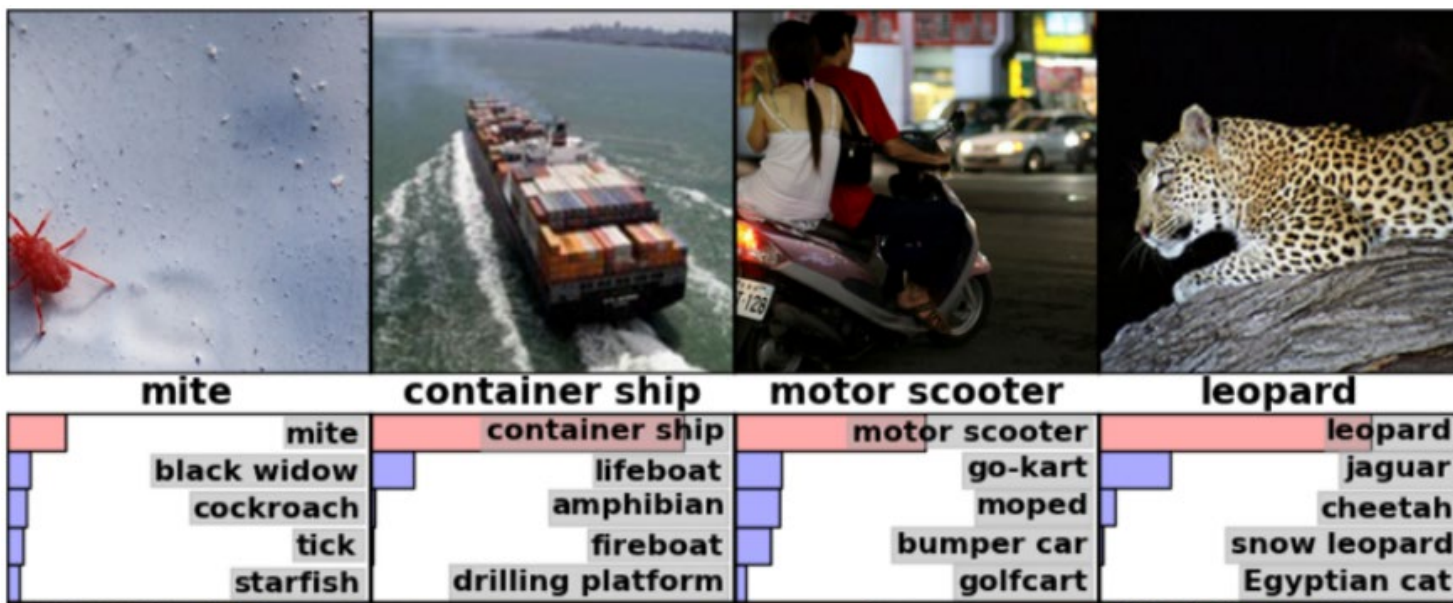 mite
container ship
motor scooter
leopard
mite
black widow
cockroach
tick
starfish
container ship
lifeboat
amphibian
fireboat
drilling platform
motor scooter
go-kart
moped
bumper car
golfcart
leopard
jaguar
cheetah
snow leopard
Egyptian cat